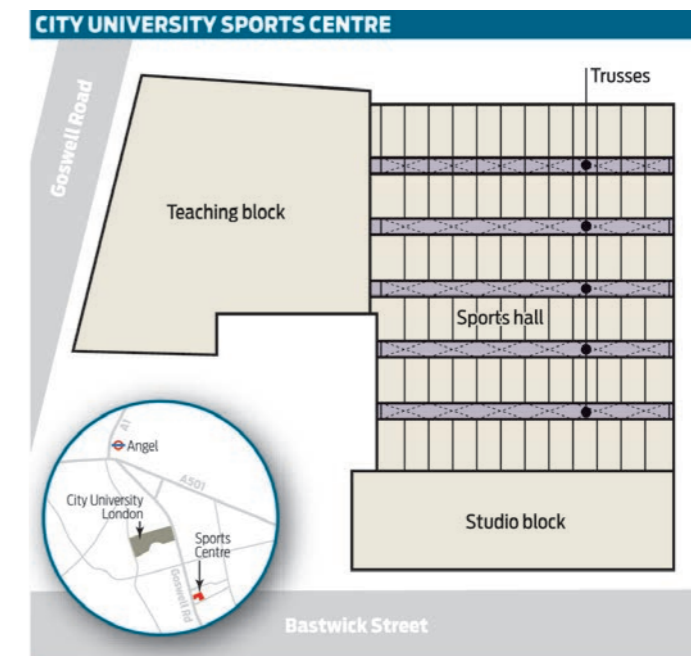 CITY UNIVERSITY SPORTS CENTRE
Trusses
Goswell Road
Teaching block
Sports hall
Studio block
A1
Angel
A501
City University
London
Sports
Centre
Goswell Rd
Bastwick Street